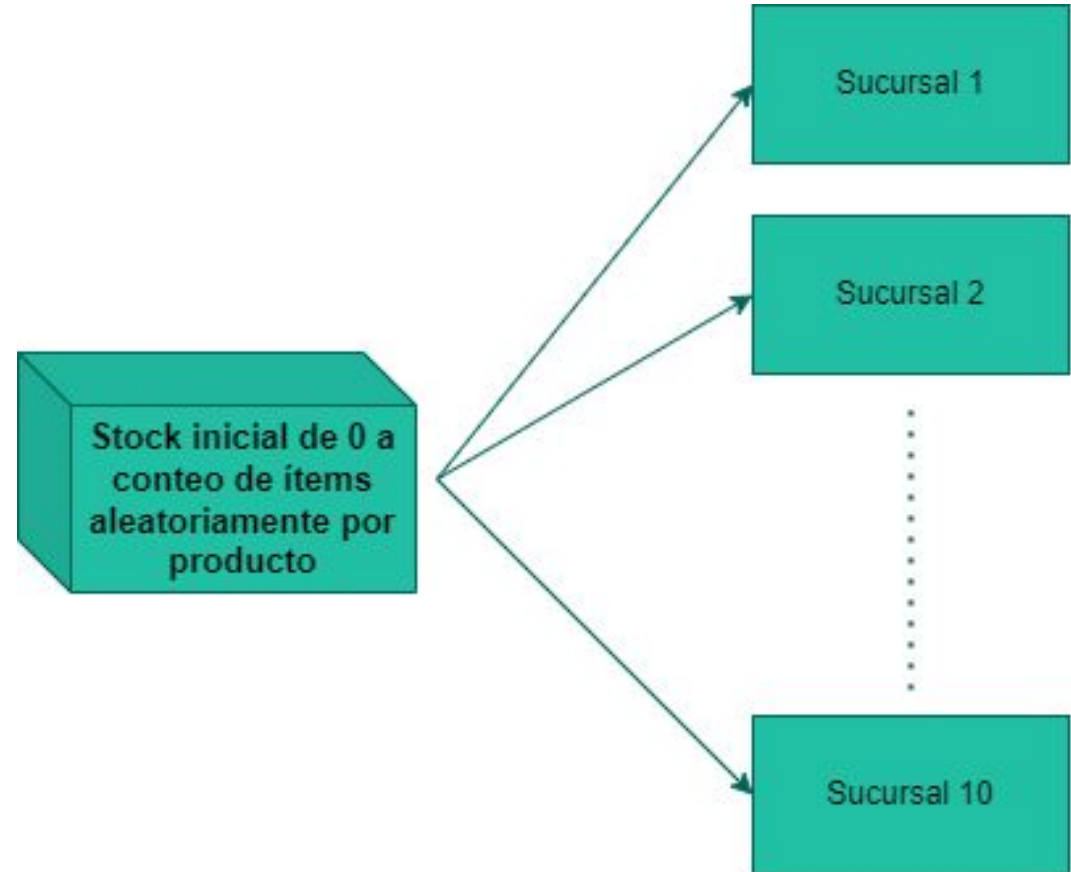 Sucursal 1
Sucursal 2
Stock inicial de 0 a
conteo de ítems
aleatoriamente por
producto
Sucursal 10